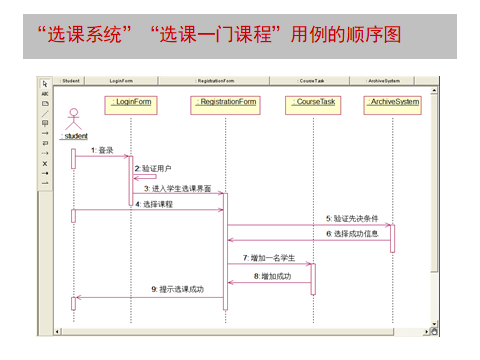 “选课系统”“选课一门课程”用例的顺序图
: Student
LoginForm
: RegistrationForm
: CourseTask
: ArchiveSystem
ABC
: LoginForm
: RegistrationForm
: CourseTask
: ArchiveSystem
: student
1: 登录
2: 验证用户
3: 进入学生选课界面
4: 选择课程
5: 验证先决条件
6: 选择成功信息
7: 增加一名学生
8: 增加成功
9: 提示选课成功